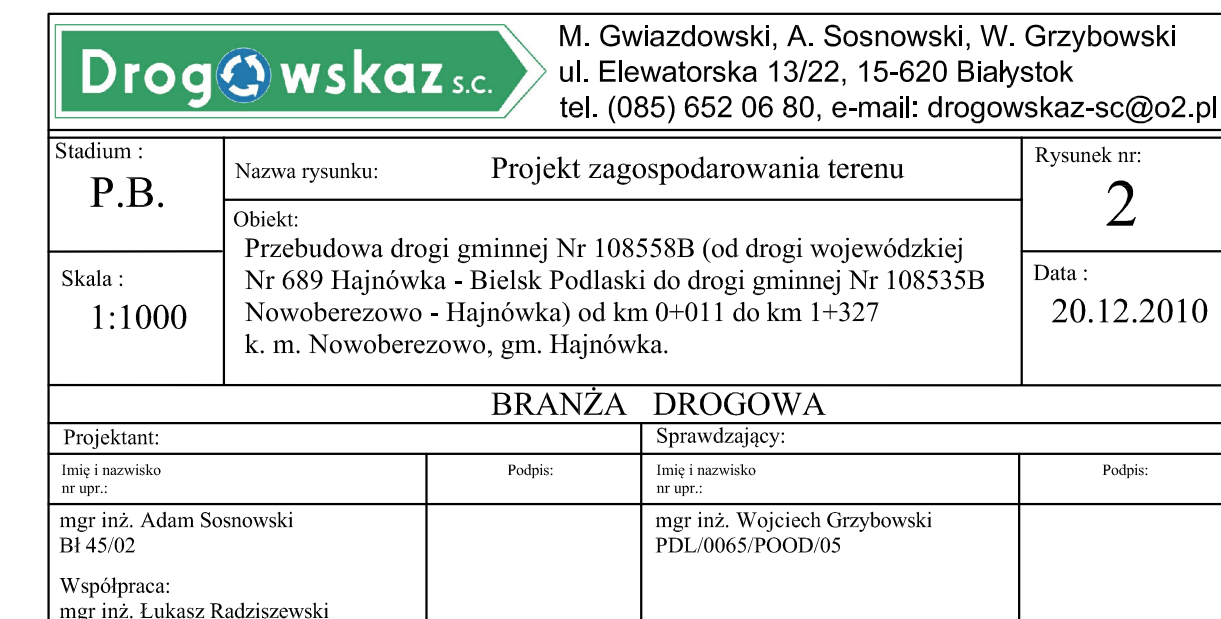 Drogowskaz s.c.
M. Gwiazdowski, A. Sosnowski, W. Grzybowski
ul. Elewatorska 13/22, 15-620 Białystok
tel. (085) 652 06 80, e-mail: drogowskaz-sc@o2.pl
Stadium :
P.B.
Nazwa rysunku: Projekt zagospodarowania terenu
Rysunek nr:
2
Obiekt:
Przebudowa drogi gminnej Nr 108558B (od drogi wojewódzkiej
Nr 689 Hajnówka - Bielsk Podlaski do drogi gminnej Nr 108535B
Nowoberezowo - Hajnówka) od km 0+011 do km 1+327
k. m. Nowoberezowo, gm. Hajnówka.
Skala :
1:1000
Data :
20.12.2010
BRANŻA DROGOWA
Projektant: Sprawdzający:
Imię i nazwisko
nr upr.:
Podpis:
Imię i nazwisko
nr upr.:
Podpis:
mgr inż. Adam Sosnowski
Bł 45/02
mgr inż. Wojciech Grzybowski
PDL/0065/POOD/05
Współpraca:
mgr inż. Łukasz Radziszewski